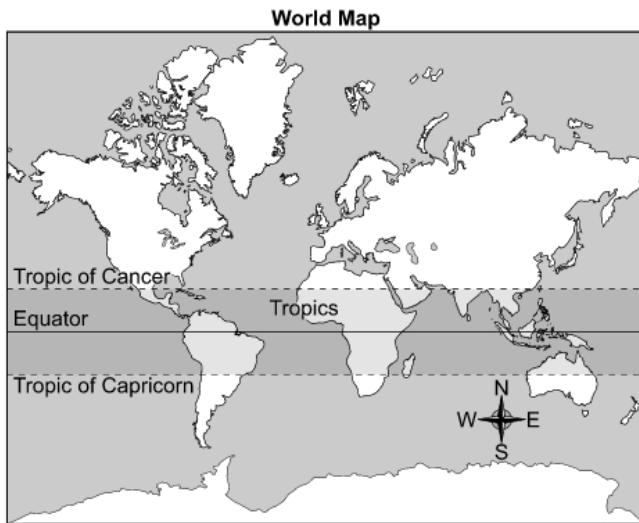 World Map
Tropic of Cancer
Tropics
Equator
Tropic of Capricorn
N
W E
S